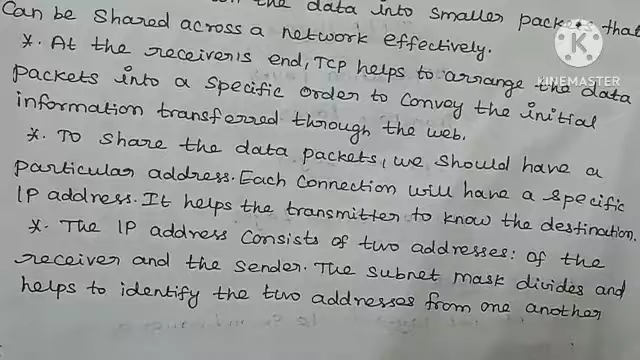 the data into smaller packets that
can be shared across a network effectively.
*. At the receiver's end, TCP helps to arrange the data
packets into a specific order to convey the initial
information transferred through the web.
*. To share the data packets, we should have a
particular address. Each connection will have a specific
IP address. It helps the transmitter to know the destination.
*. The IP address consists of two addresses: of the
receiver and the sender. The subnet mask divides and
helps to identify the two addresses from one another
KINEMASTER